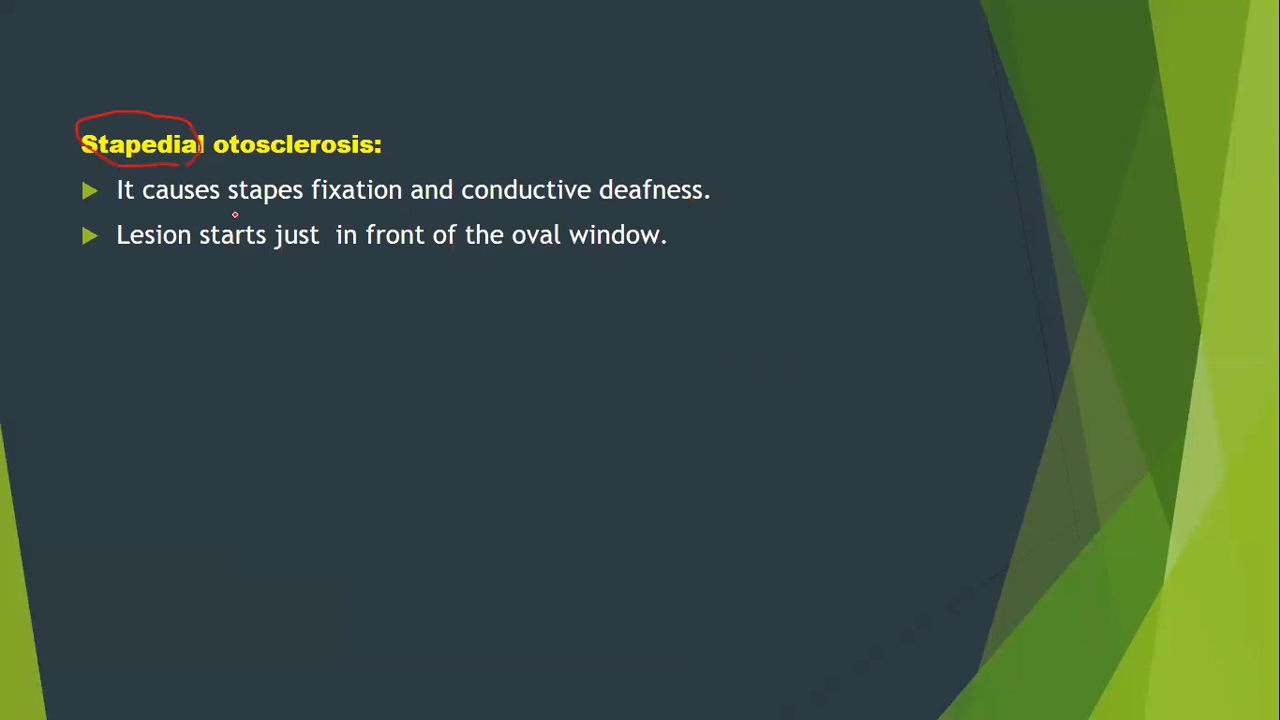 Stapedial otosclerosis:
It causes stapes fixation and conductive deafness.
Lesion starts just  in front of the oval window.